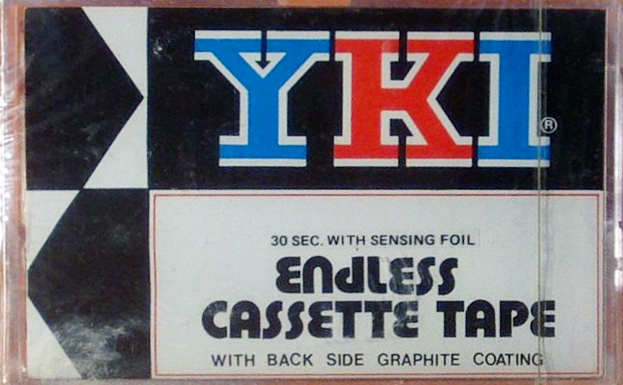 YKI®
30 SEC. WITH SENSING FOIL
ENdLESS
CASSETTE TAPE
WITH BACK SIDE GRAPHITE COATING